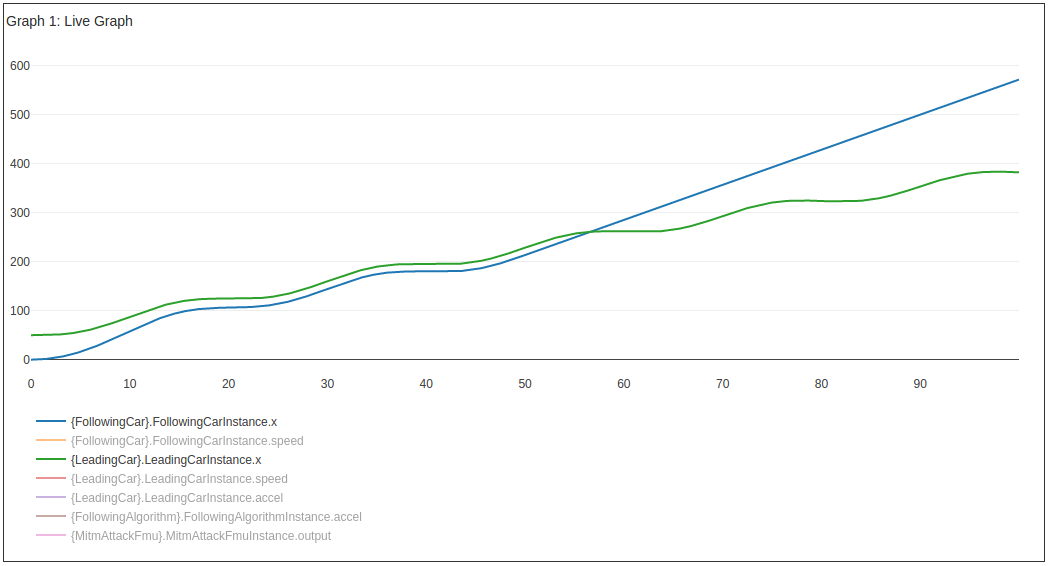 Graph 1: Live Graph
600
500
400
300
200
100
0
0 10 20 30 40 50 60 70 80 90
{FollowingCar}.FollowingCarInstance.x
{FollowingCar}.FollowingCarInstance.speed
{LeadingCar}.LeadingCarInstance.x
{LeadingCar}.LeadingCarInstance.speed
{LeadingCar}.LeadingCarInstance.accel
{FollowingAlgorithm}.FollowingAlgorithmInstance.accel
{MitmAttackFmu}.MitmAttackFmuInstance.output